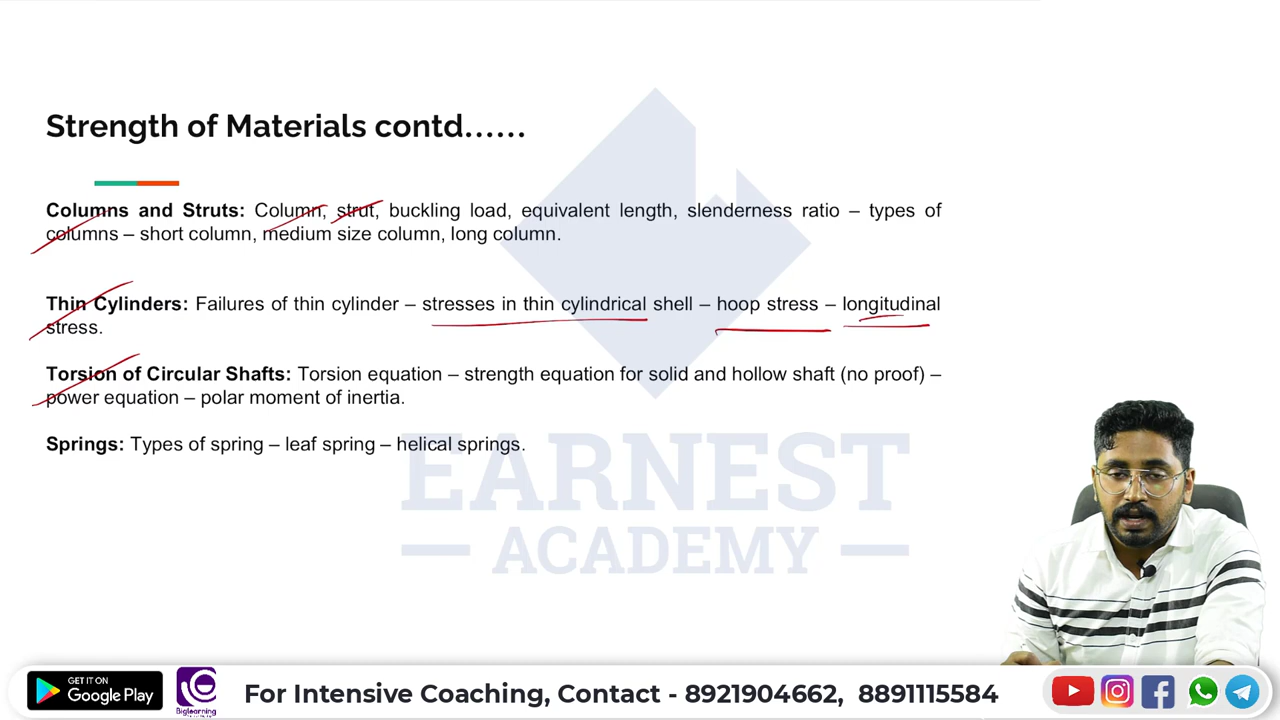 Strength of Materials contd......
Columns and Struts: Column, strut, buckling load, equivalent length, slenderness ratio – types of
columns – short column, medium size column, long column.
Thin Cylinders: Failures of thin cylinder – stresses in thin cylindrical shell – hoop stress – longitudinal
stress.
Torsion of Circular Shafts: Torsion equation – strength equation for solid and hollow shaft (no proof) –
power equation – polar moment of inertia.
Springs: Types of spring – leaf spring – helical springs.
EARNEST
ACADEMY
GET IT ON
Google Play
Biglearning
For Intensive Coaching, Contact - 8921904662, 8891115584